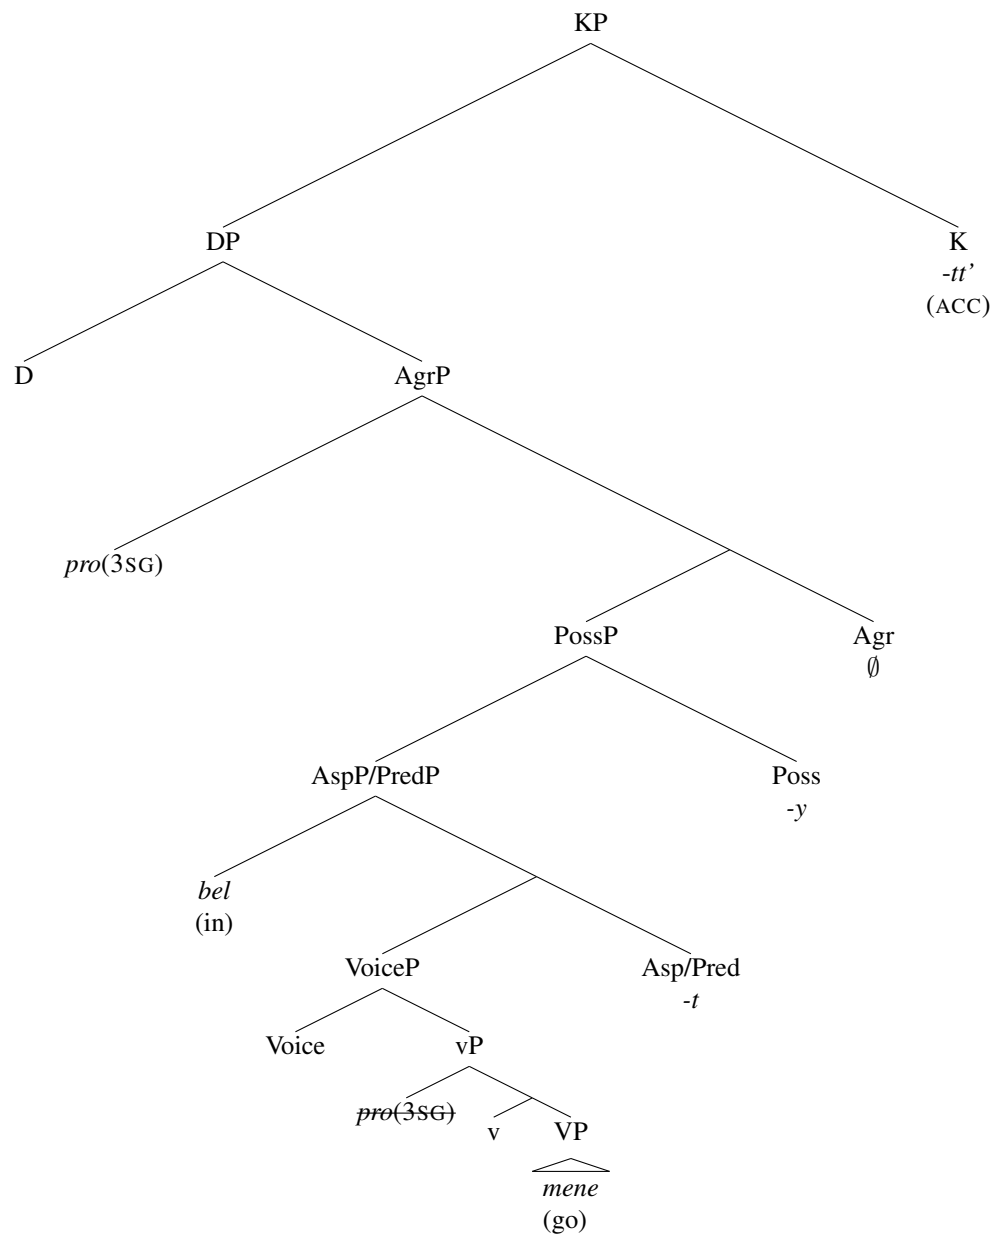 KP
DP
K
-tt’
(ACC)
D
AgrP
pro(3SG)
PossP
Agr
∅
AspP/PredP
Poss
-y
bel
(in)
VoiceP
Asp/Pred
-t
Voice
vP
pro(3SG)
v
VP
mene
(go)